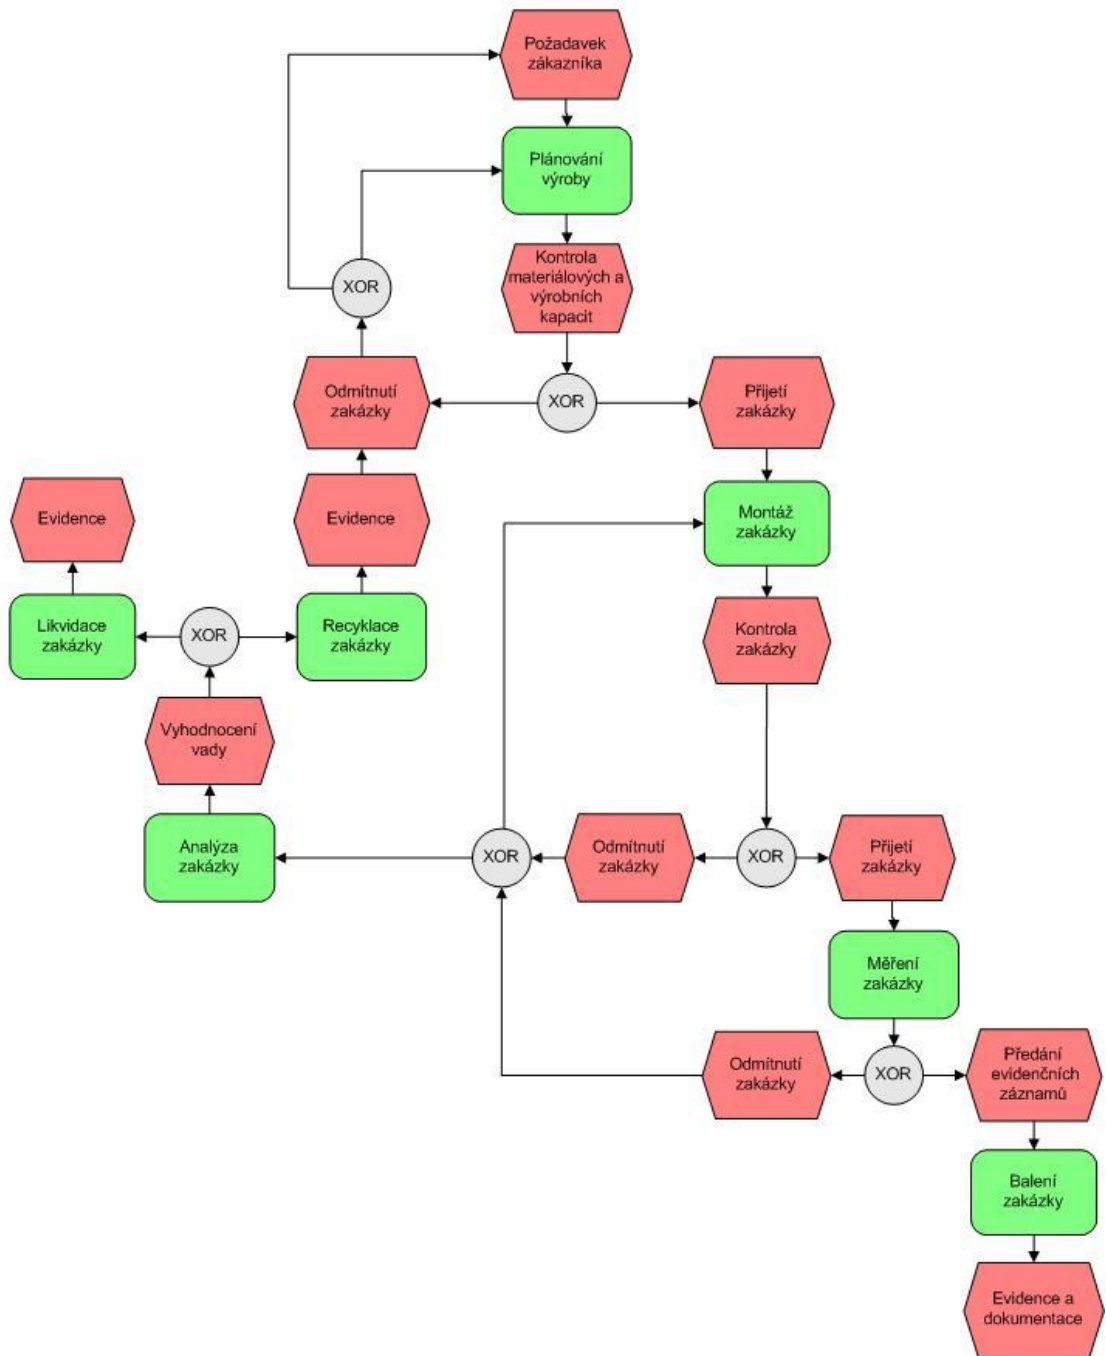 Požadavek
zákazníka
Plánování
výroby
Kontrola
materiálových a
výrobních
kapacit
XOR
Odmítnutí
zakázky
XOR
Přijetí
zakázky
Evidence
Evidence
Montáž
zakázky
Likvidace
zakázky
XOR
Recyklace
zakázky
Kontrola
zakázky
Vyhodnocení
vady
Analýza
zakázky
XOR
Odmítnutí
zakázky
XOR
Přijetí
zakázky
Měření
zakázky
Odmítnutí
zakázky
XOR
Předání
evidenčních
záznamů
Balení
zakázky
Evidence a
dokumentace